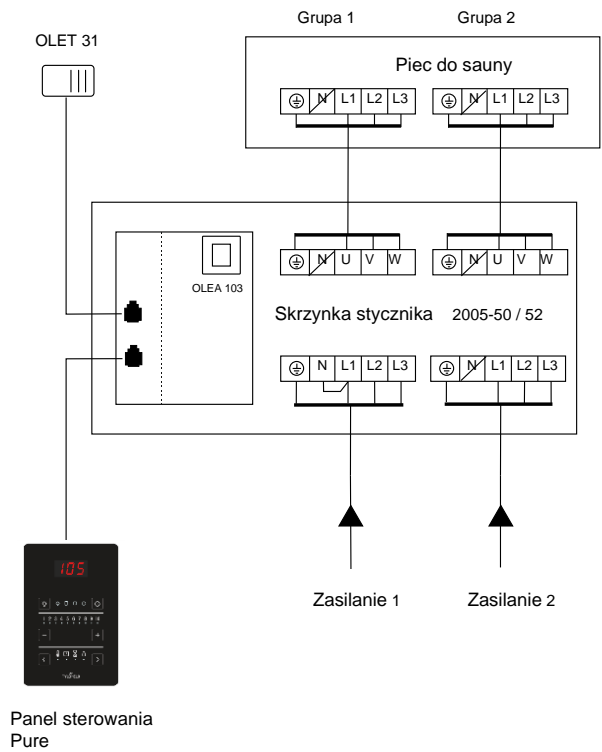 Grupa 1 Grupa 2
OLET 31
Piec do sauny
N L1 L2 L3 N L1 L2 L3
N U V W N U V W
OLEA 103
Skrzynka stycznika 2005-50 / 52
N L1 L2 L3 N L1 L2 L3
105
Zasilanie 1 Zasilanie 2
Panel sterowania
Pure